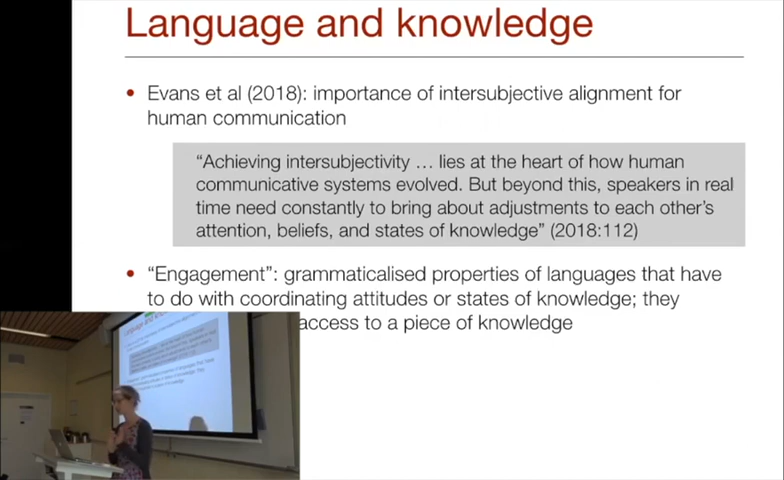 Language and knowledge
• Evans et al (2018): importance of intersubjective alignment for
human communication
“Achieving intersubjectivity … lies at the heart of how human
communicative systems evolved. But beyond this, speakers in real
time need constantly to bring about adjustments to each other’s
attention, beliefs, and states of knowledge” (2018:112)
• “Engagement”: grammaticalised properties of languages that have
to do with coordinating attitudes or states of knowledge; they
access to a piece of knowledge